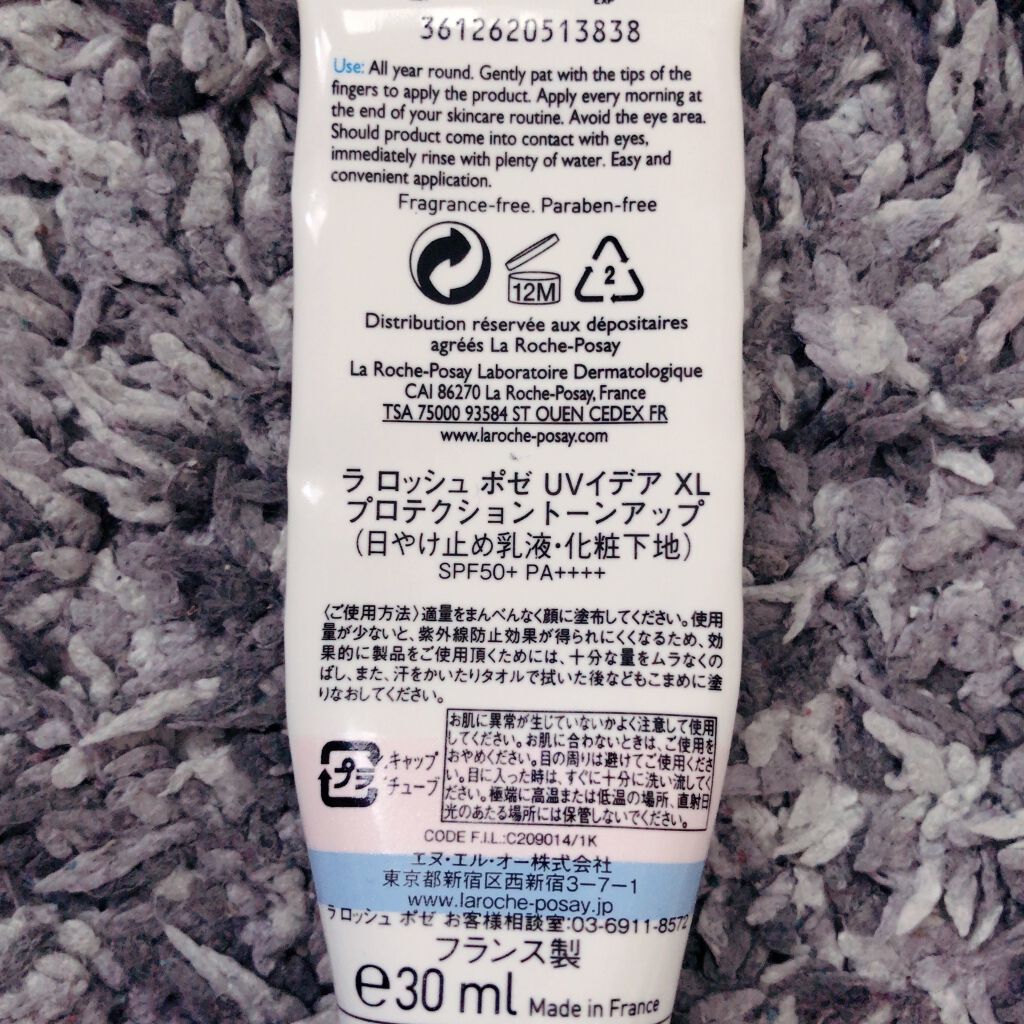 EXP
3612620513838
Use: All year round. Gently pat with the tips of the
fingers to apply the product. Apply every morning at
the end of your skincare routine. Avoid the eye area.
Should product come into contact with eyes,
immediately rinse with plenty of water. Easy and
convenient application.
Fragrance-free. Paraben-free
12M
2
Distribution réservée aux dépositaires
agréés La Roche-Posay
La Roche-Posay Laboratoire Dermatologique
CAI 86270 La Roche-Posay, France
TSA 75000 93584 ST OUEN CEDEX FR
www.laroche-posay.com
ラ ロッシュ ポゼ UVイデア XL
プロテクショントーンアップ
(日やけ止め乳液・化粧下地)
SPF50+ PA++++
〈ご使用方法〉適量をまんべんなく顔に塗布してください。使用
量が少ないと、紫外線防止効果が得られにくくなるため、効
果的に製品をご使用頂くためには、十分な量をムラなくの
ばし、また、汗をかいたりタオルで拭いた後などもこまめに塗
りなおしてください。
お肌に異常が生じていないかよく注意して使用
してください。お肌に合わないときは、ご使用を
おやめください。目の周りは避けてご使用くださ
い。目に入った時は、すぐに十分に洗い流してく
ださい。極端に高温または低温の場所、直射日
光のあたる場所には保管しないでください。
プラ
キャップ
チューブ
CODE F.I.L.:C209014/1K
エヌ・エル・オー株式会社
東京都新宿区西新宿3-7-1
www.laroche-posay.jp
ラ ロッシュ ポゼ お客様相談室:03-6911-8572
フランス製
e30 ml Made in France